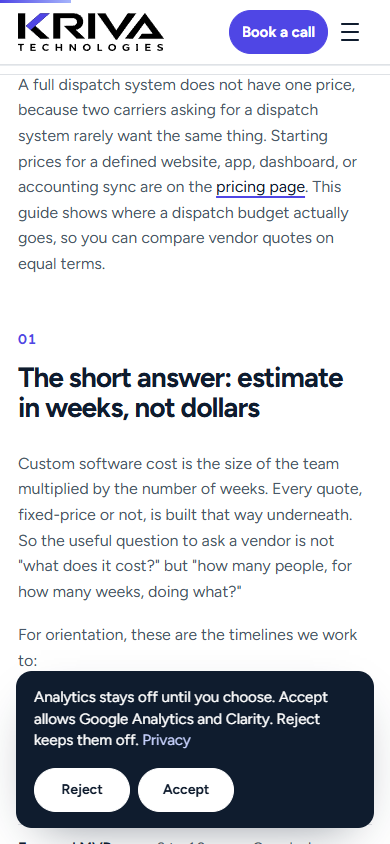 KRIVA
TECHNOLOGIES
Book a call
A full dispatch system does not have one price,
because two carriers asking for a dispatch
system rarely want the same thing. Starting
prices for a defined website, app, dashboard, or
accounting sync are on the pricing page. This
guide shows where a dispatch budget actually
goes, so you can compare vendor quotes on
equal terms.
01
The short answer: estimate
in weeks, not dollars
Custom software cost is the size of the team
multiplied by the number of weeks. Every quote,
fixed-price or not, is built that way underneath.
So the useful question to ask a vendor is not
"what does it cost?" but "how many people, for
how many weeks, doing what?"
For orientation, these are the timelines we work
to:
Analytics stays off until you choose. Accept
allows Google Analytics and Clarity. Reject
keeps them off. Privacy
Reject
Accept